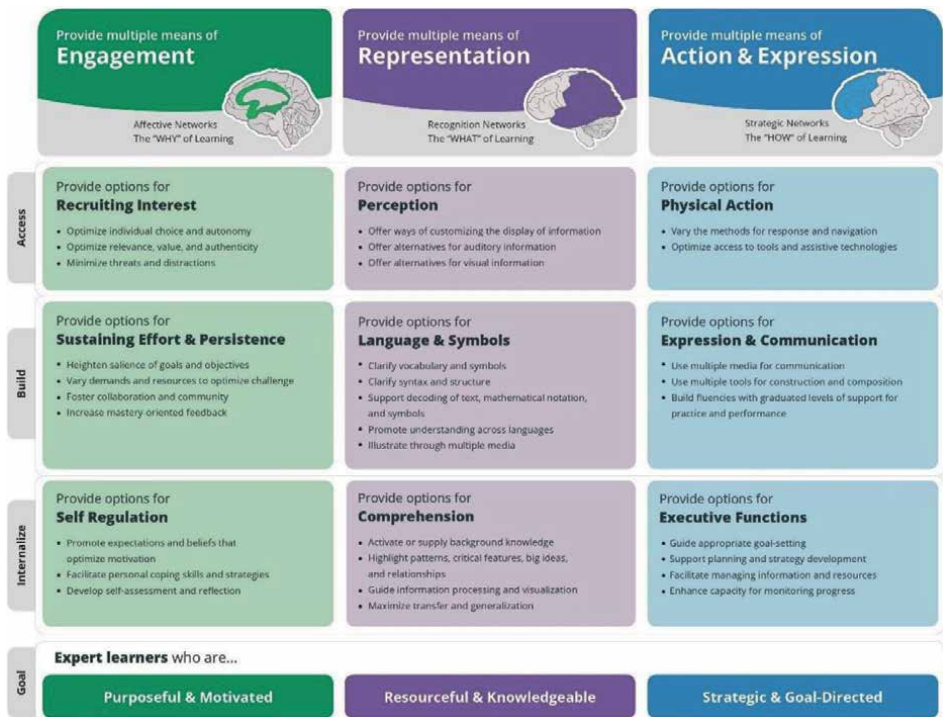 Provide multiple means of
Engagement
Affective Networks
The "WHY" of Learning
Provide multiple means of
Representation
Recognition Networks
The "WHAT" of Learning
Provide multiple means of
Action & Expression
Strategic Networks
The "HOW" of Learning
Access
Provide options for
Recruiting Interest
• Optimize individual choice and autonomy
• Optimize relevance, value, and authenticity
• Minimize threats and distractions
Provide options for
Perception
• Offer ways of customizing the display of information
• Offer alternatives for auditory information
• Offer alternatives for visual information
Provide options for
Physical Action
• Vary the methods for response and navigation
• Optimize access to tools and assistive technologies
Build
Provide options for
Sustaining Effort & Persistence
• Heighten salience of goals and objectives
• Vary demands and resources to optimize challenge
• Foster collaboration and community
• Increase mastery-oriented feedback
Provide options for
Language & Symbols
• Clarify vocabulary and symbols
• Clarify syntax and structure
• Support decoding of text, mathematical notation,
and symbols
• Promote understanding across languages
• Illustrate through multiple media
Provide options for
Expression & Communication
• Use multiple media for communication
• Use multiple tools for construction and composition
• Build fluencies with graduated levels of support for
practice and performance
Internalize
Provide options for
Self Regulation
• Promote expectations and beliefs that
optimize motivation
• Facilitate personal coping skills and strategies
• Develop self-assessment and reflection
Provide options for
Comprehension
• Activate or supply background knowledge
• Highlight patterns, critical features, big ideas,
and relationships
• Guide information processing and visualization
• Maximize transfer and generalization
Provide options for
Executive Functions
• Guide appropriate goal-setting
• Support planning and strategy development
• Facilitate managing information and resources
• Enhance capacity for monitoring progress
Goal
Expert learners who are...
Purposeful & Motivated
Resourceful & Knowledgeable
Strategic & Goal-Directed